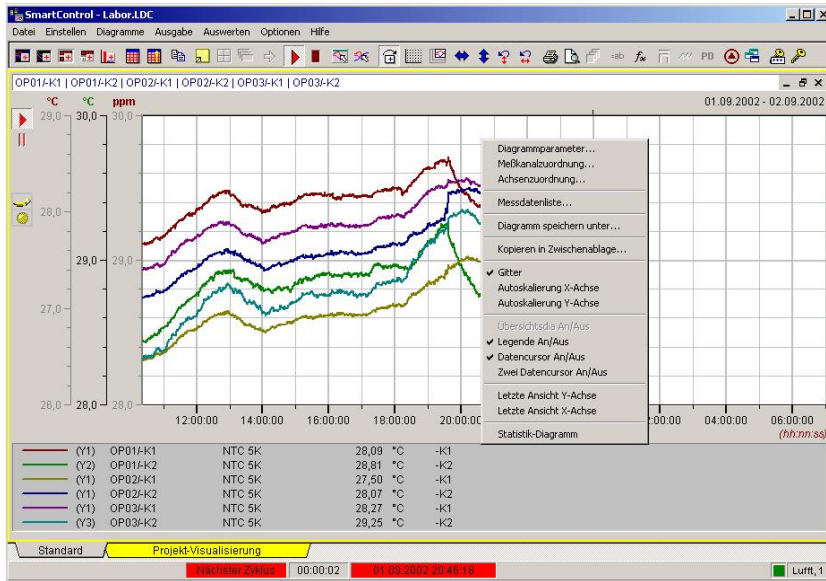 SmartControl - Labor.LDC
Datei Einstellen Diagramme Ausgabe Auswerten Optionen Hilfe
PD
OP01/-K1 | OP01/-K2 | OP02/-K1 | OP02/-K2 | OP03/-K1 | OP03/-K2
°C °C ppm 01.09.2002 - 02.09.2002
29,0 30,0 30,0
28,0
29,0 29,0
27,0
26,0 28,0 28,0
Diagrammparameter...
Meßkanalzuordnung...
Achsenzuordnung...
Messdatenliste...
Diagramm speichern unter...
Kopieren in Zwischenablage...
Gitter
Autoskalierung X-Achse
Autoskalierung Y-Achse
Übersichtsdia An/Aus
Legende An/Aus
Datencursor An/Aus
Zwei Datencursor An/Aus
Letzte Ansicht Y-Achse
Letzte Ansicht X-Achse
Statistik-Diagramm
12:00:00 14:00:00 16:00:00 18:00:00 20:00:00 04:00:00 06:00:00
(hh:nn:ss)
(Y1) OP01/-K1 NTC 5K 28,09 °C -K1
(Y2) OP01/-K2 NTC 5K 28,81 °C -K2
(Y1) OP02/-K1 NTC 5K 27,50 °C -K1
(Y1) OP02/-K2 NTC 5K 28,07 °C -K2
(Y1) OP03/-K1 NTC 5K 28,27 °C -K1
(Y3) OP03/-K2 NTC 5K 29,25 °C -K2
Standard Projekt-Visualisierung
Nächster Zyklus 00:00:02 01.09.2002 20:46:18 Lufft, 1